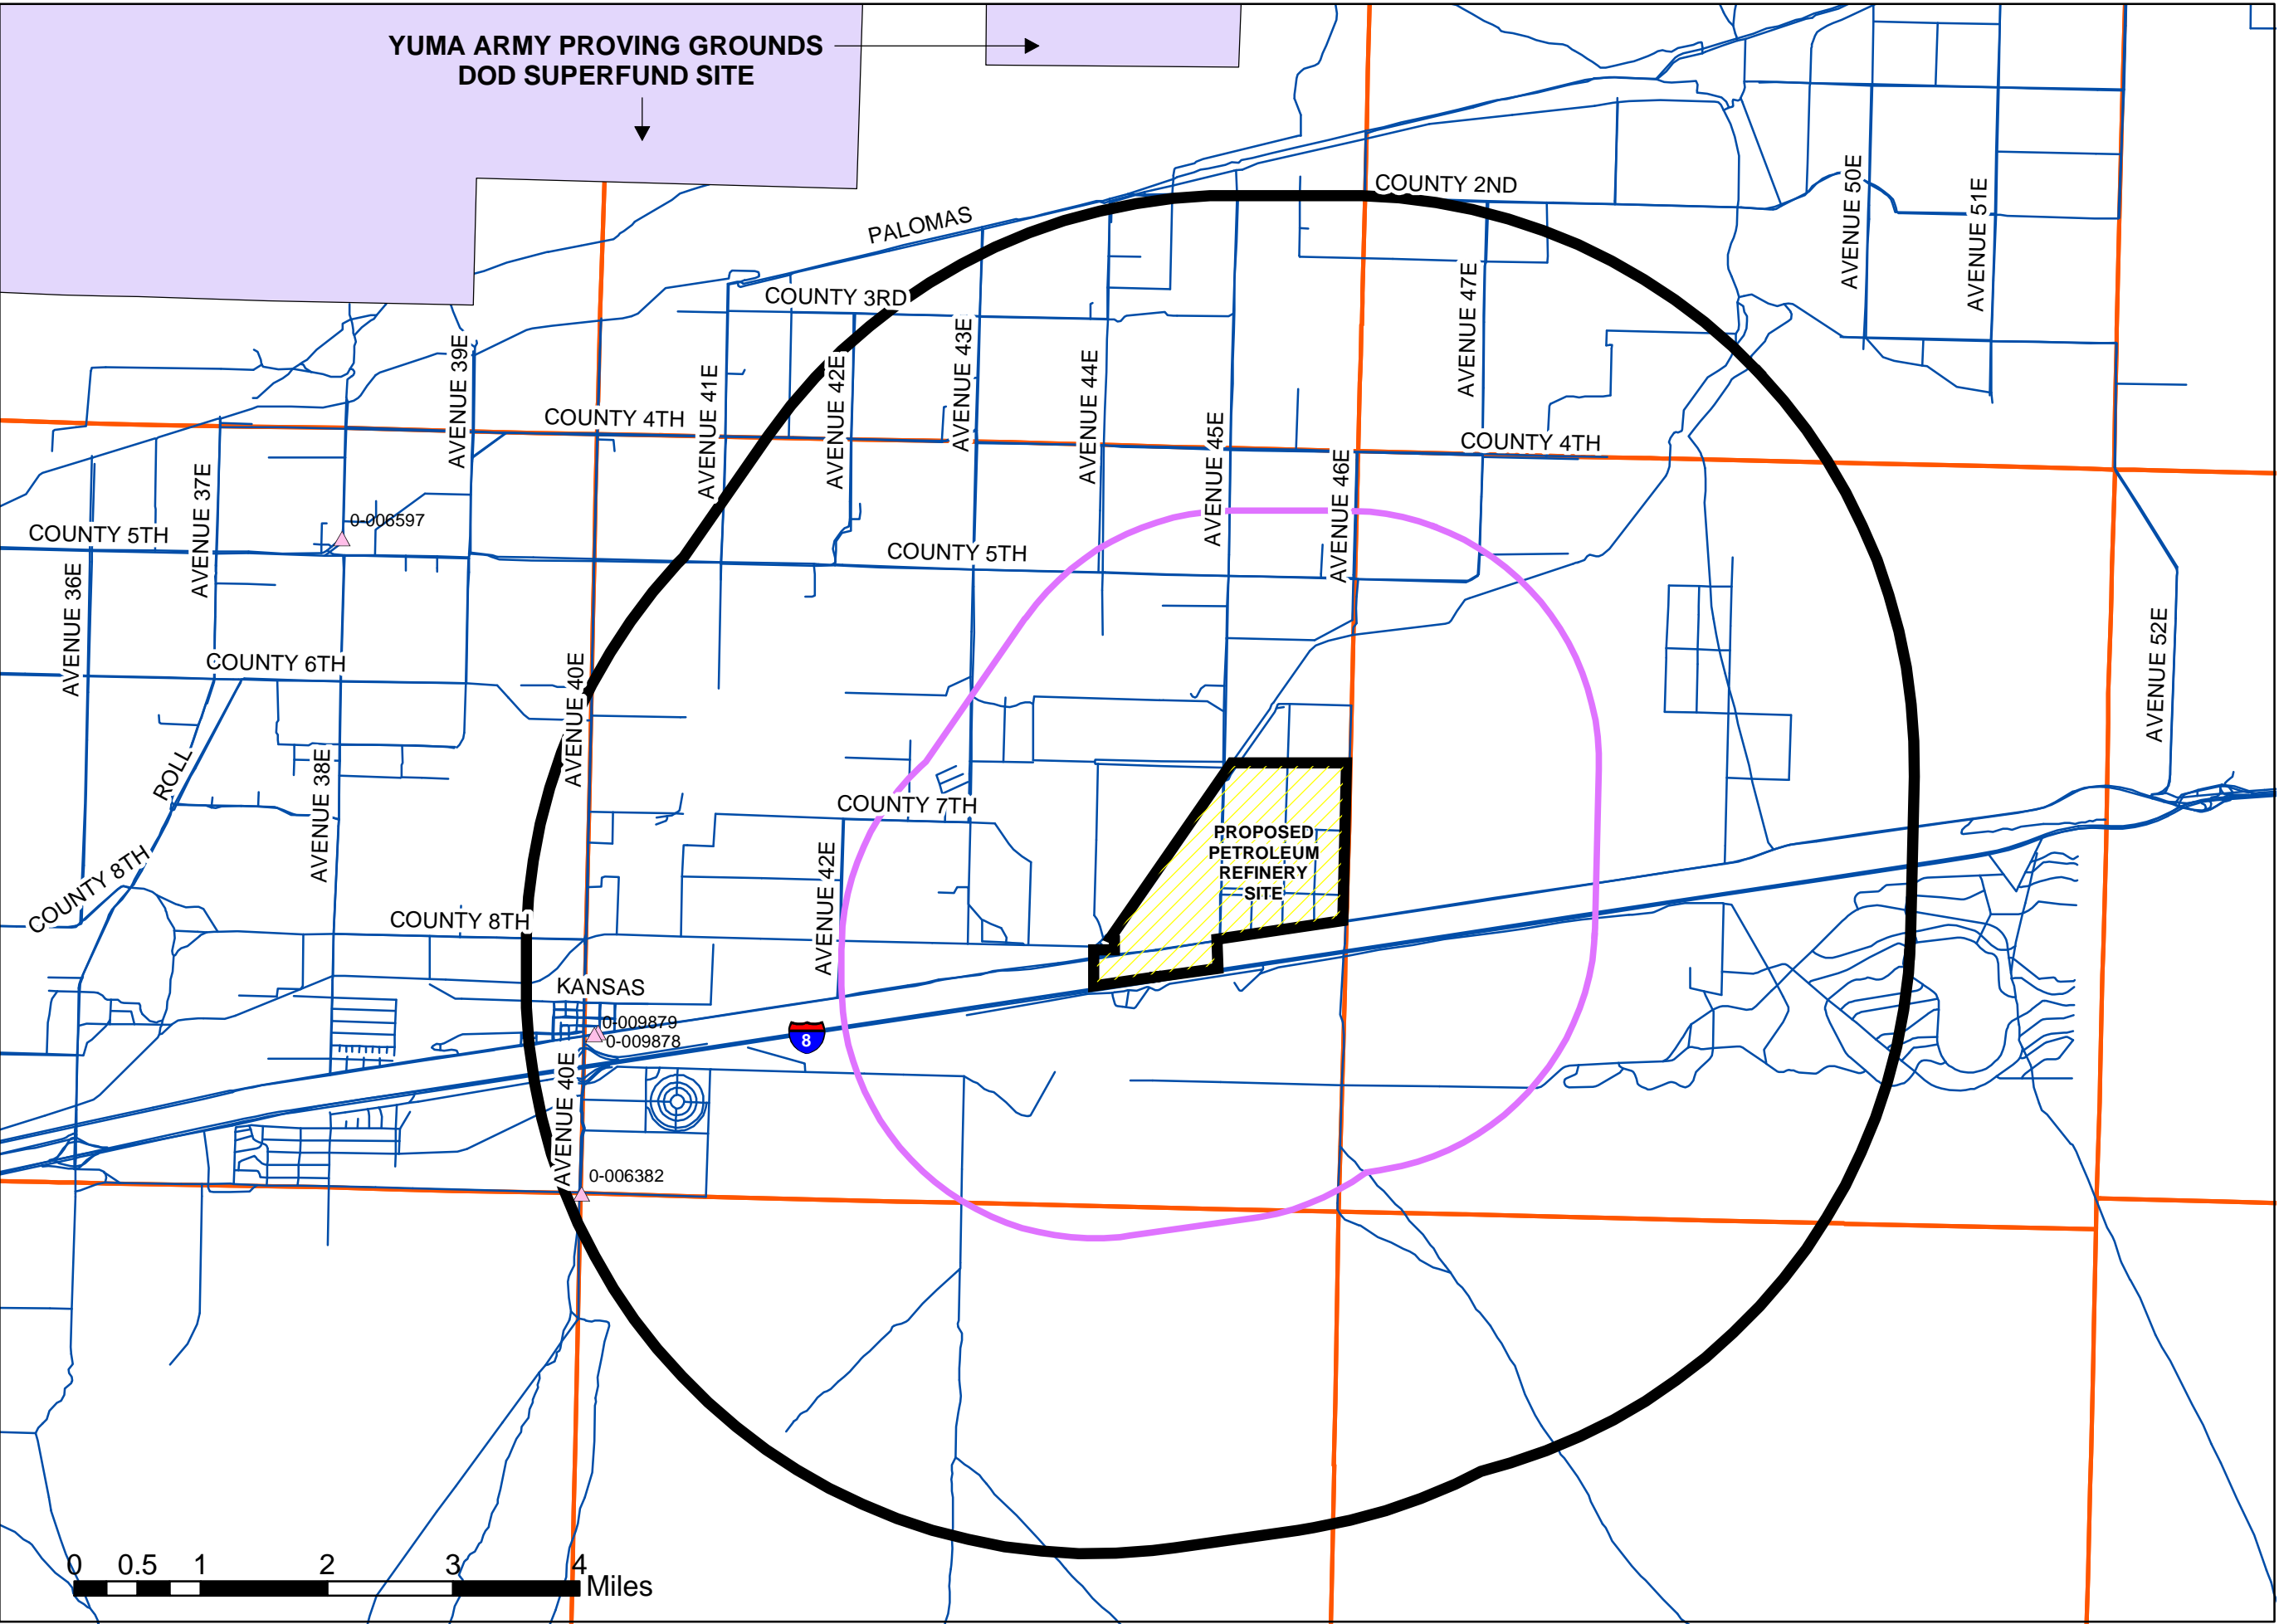 YUMA ARMY PROVING GROUNDS
DOD SUPERFUND SITE
COUNTY 2ND
AVENUE 50E
AVENUE 51E
PALOMAS
COUNTY 3RD
AVENUE 47E
AVENUE 39E
AVENUE 41E
AVENUE 42E
AVENUE 43E
AVENUE 44E
AVENUE 45E
AVENUE 46E
COUNTY 4TH
COUNTY 4TH
AVENUE 37E
0-006597
COUNTY 5TH
COUNTY 5TH
AVENUE 36E
COUNTY 6TH
AVENUE 40E
AVENUE 52E
ROLL
AVENUE 38E
COUNTY 7TH
PROPOSED
PETROLEUM
REFINERY
SITE
COUNTY 8TH
AVENUE 42E
COUNTY 8TH
KANSAS
0-009879
0-009878
8
AVENUE 40E
0-006382
0 0.5 1 2 3 4
Miles